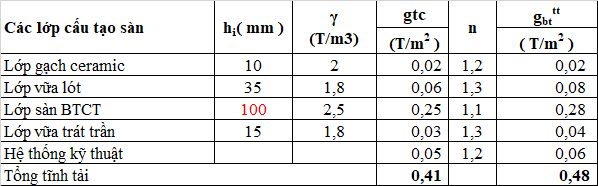 Các lớp cấu tạo sàn hᵢ( mm ) γ (T/m3) gtc (T/m²) n g_bt^tt ( T/m² )
Lớp gạch ceramic 10 2 0,02 1,2 0,02
Lớp vữa lót 35 1,8 0,06 1,3 0,08
Lớp sàn BTCT 100 2,5 0,25 1,1 0,28
Lớp vữa trát trần 15 1,8 0,03 1,3 0,04
Hệ thống kỹ thuật 0,05 1,2 0,06
Tổng tĩnh tải 0,41 0,48